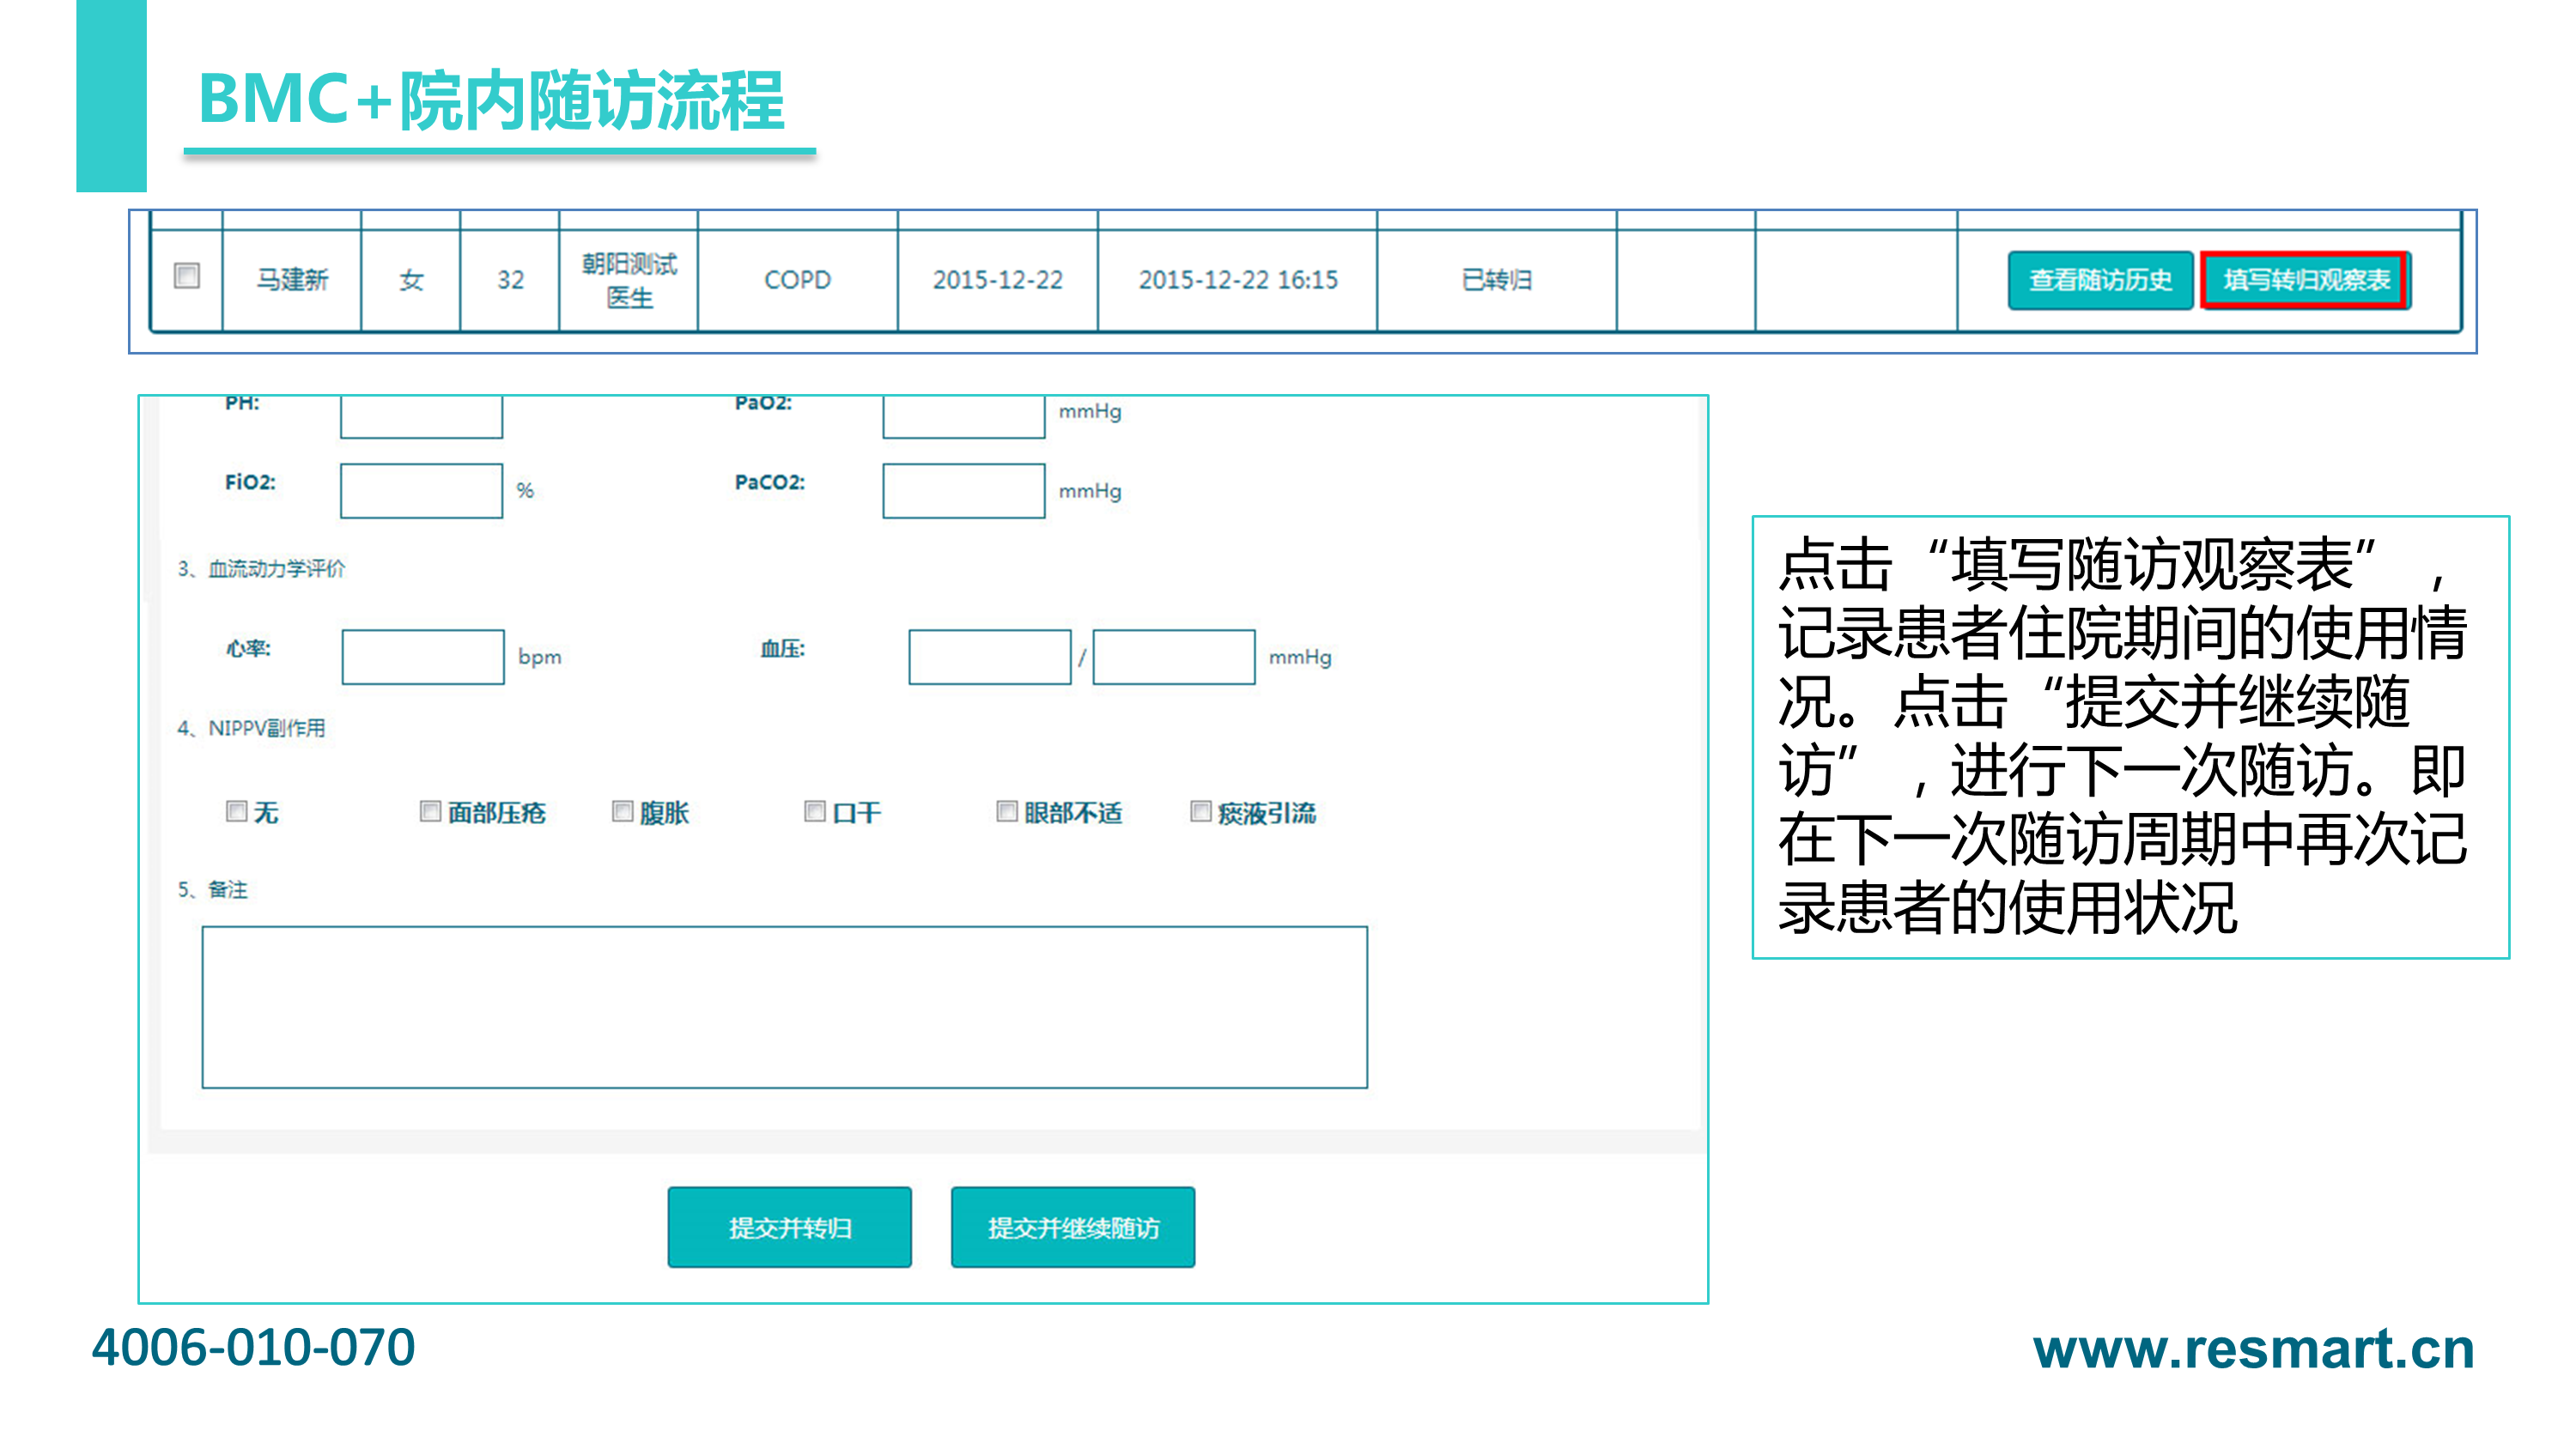 BMC+院内随访流程
马建新 女 32 朝阳测试医生 COPD 2015-12-22 2015-12-22 16:15 已转归 查看随访历史 填写转归观察表
PH: PaO2: mmHg
FiO2: % PaCO2: mmHg
3、血流动力学评价
心率: bpm 血压: / mmHg
4、NIPPV副作用
无 面部压疮 腹胀 口干 眼部不适 痰液引流
5、备注
提交并转归 提交并继续随访
点击“填写随访观察表”，
记录患者住院期间的使用情
况。点击“提交并继续随
访”，进行下一次随访。即
在下一次随访周期中再次记
录患者的使用状况
4006-010-070
www.resmart.cn